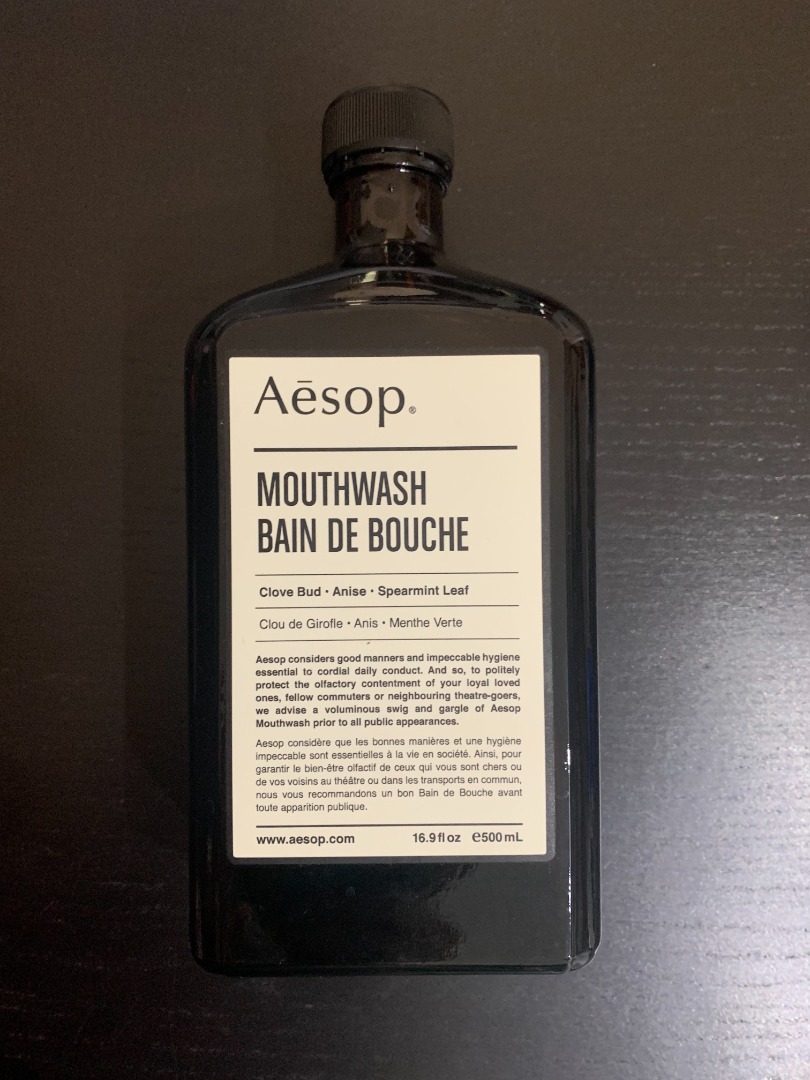 Aēsop®
MOUTHWASH
BAIN DE BOUCHE
Clove Bud • Anise • Spearmint Leaf
Clou de Girofle • Anis • Menthe Verte
Aesop considers good manners and impeccable hygiene
essential to cordial daily conduct. And so, to politely
protect the olfactory contentment of your loyal loved
ones, fellow commuters or neighbouring theatre-goers,
we advise a voluminous swig and gargle of Aesop
Mouthwash prior to all public appearances.
Aesop considère que les bonnes manières et une hygiène
impeccable sont essentielles à la vie en société. Ainsi, pour
garantir le bien-être olfactif de ceux qui vous sont chers ou
de vos voisins au théâtre ou dans les transports en commun,
nous vous recommandons un bon Bain de Bouche avant
toute apparition publique.
www.aesop.com 16.9 fl oz ℮500 mL